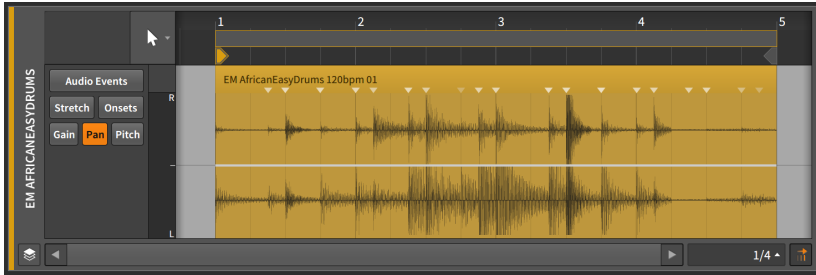 1 2 3 4 5
EM AFRICANEASYDRUMS
Audio Events
Stretch Onsets
Gain Pan Pitch
EM AfricanEasyDrums 120bpm 01
R
–
L
1/4